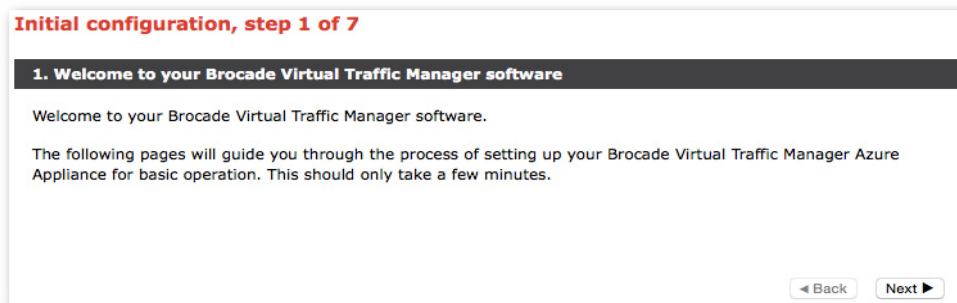 Initial configuration, step 1 of 7
1. Welcome to your Brocade Virtual Traffic Manager software
Welcome to your Brocade Virtual Traffic Manager software.
The following pages will guide you through the process of setting up your Brocade Virtual Traffic Manager Azure
Appliance for basic operation. This should only take a few minutes.
◄ Back Next ►